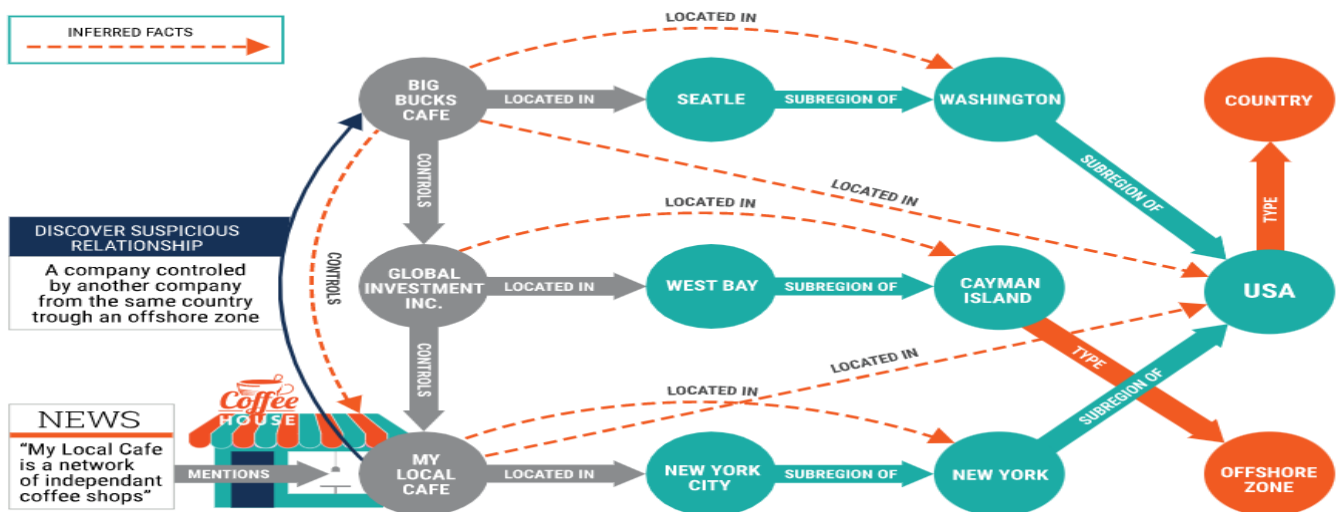 INFERRED FACTS
LOCATED IN
BIG
BUCKS
CAFE
LOCATED IN
SEATLE
SUBREGION OF
WASHINGTON
COUNTRY
CONTROLS
SUBREGION OF
TYPE
LOCATED IN
LOCATED IN
DISCOVER SUSPICIOUS
RELATIONSHIP
A company controled
by another company
from the same country
trough an offshore zone
CONTROLS
GLOBAL
INVESTMENT
INC.
LOCATED IN
WEST BAY
SUBREGION OF
CAYMAN
ISLAND
USA
CONTROLS
LOCATED IN
TYPE
LOCATED IN
SUBREGION OF
NEWS
"My Local Cafe
is a network
of independant
coffee shops"
MENTIONS
Coffee
HOUSE
MY
LOCAL
CAFE
LOCATED IN
NEW YORK
CITY
SUBREGION OF
NEW YORK
OFFSHORE
ZONE